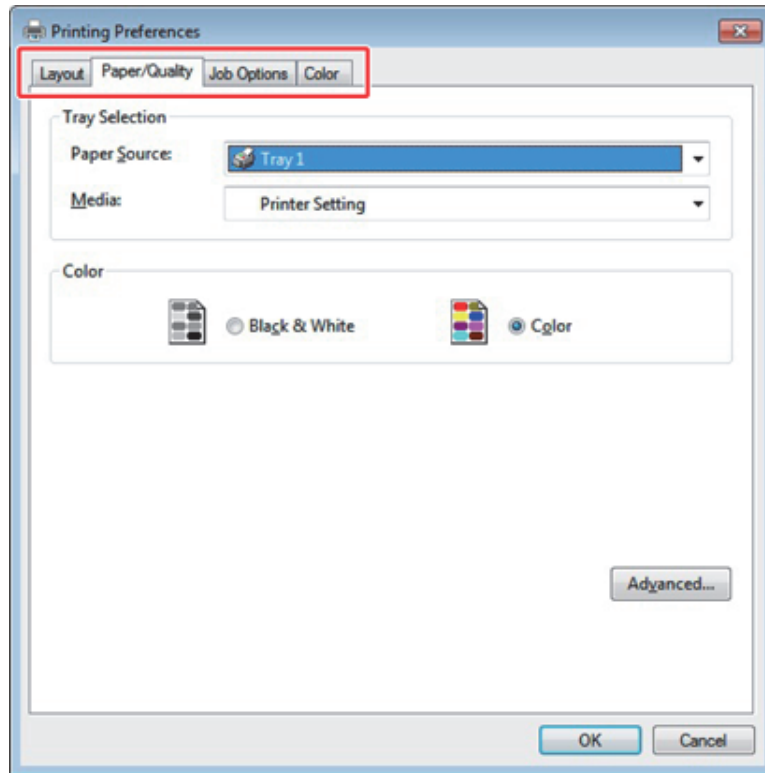 Printing Preferences
Layout Paper/Quality Job Options Color
Tray Selection
Paper Source: Tray 1
Media: Printer Setting
Color
Black & White Color
Advanced...
OK Cancel